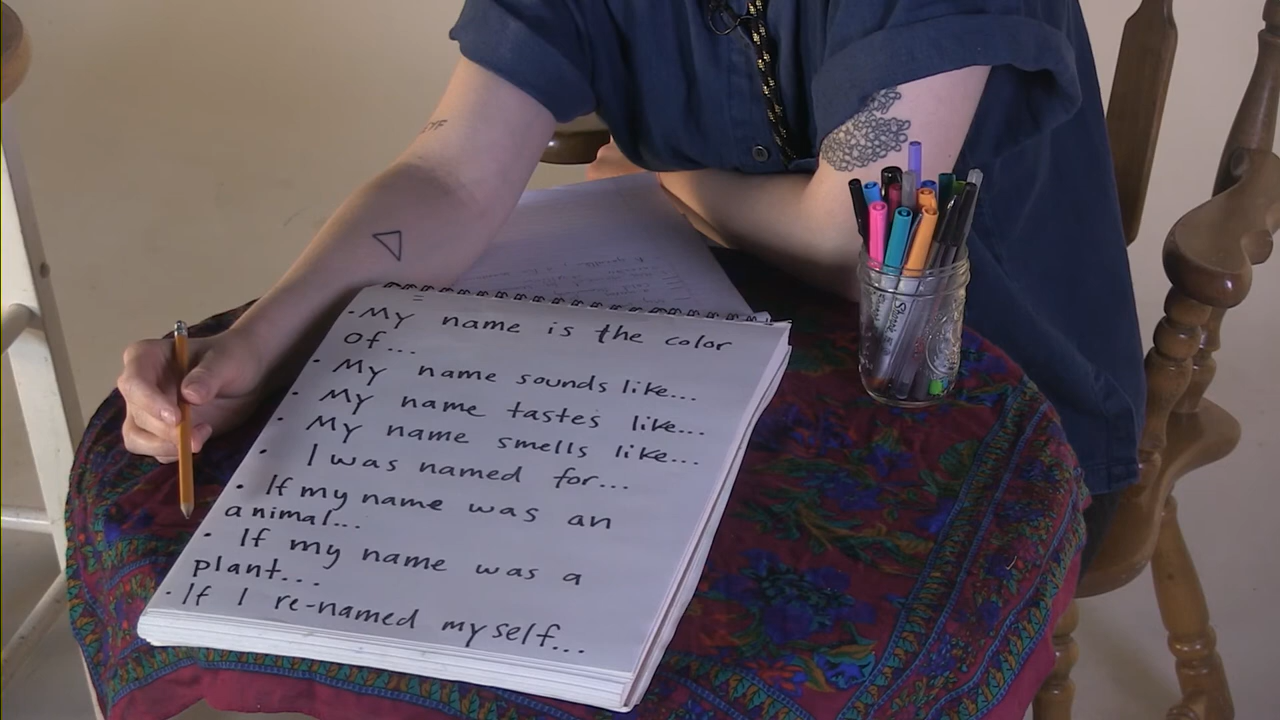 • My name is the color
of...
• My name sounds like...
• My name tastes like...
• My name smells like...
• I was named for...
• If my name was an
animal...
• If my name was a
plant...
• If I re-named myself...
Sharpie